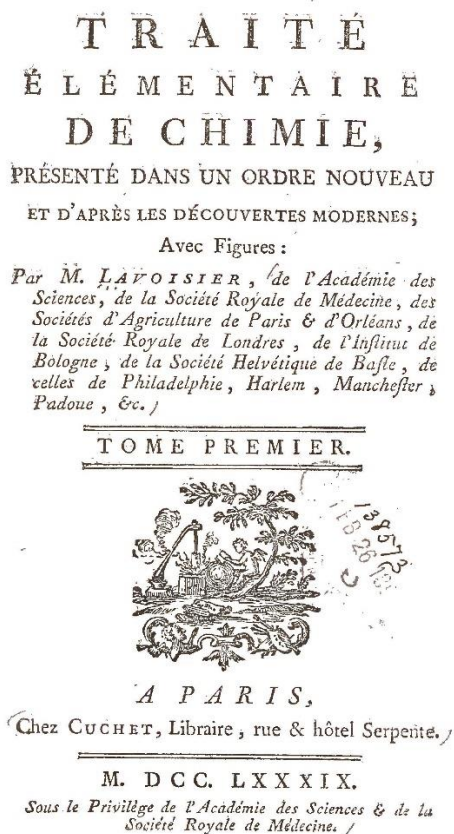 TRAITÉ
ÉLÉMENTAIRE
DE CHIMIE,
PRÉSENTÉ DANS UN ORDRE NOUVEAU
ET D'APRÈS LES DÉCOUVERTES MODERNES;
Avec Figures :
Par M. LAVOISIER, de l'Académie des
Sciences, de la Société Royale de Médecine, des
Sociétés d'Agriculture de Paris & d'Orléans, de
la Société Royale de Londres, de l'Inſtitut de
Bologne, de la Société Helvétique de Baſle, de
celles de Philadelphie, Harlem, Mancheſter,
Padoue, &c.
TOME PREMIER.
138573
FEB 26
A PARIS,
Chez CUCHET, Libraire, rue & hôtel Serpente.
M. DCC. LXXXIX.
Sous le Privilège de l'Académie des Sciences & de la
Société Royale de Médecine.